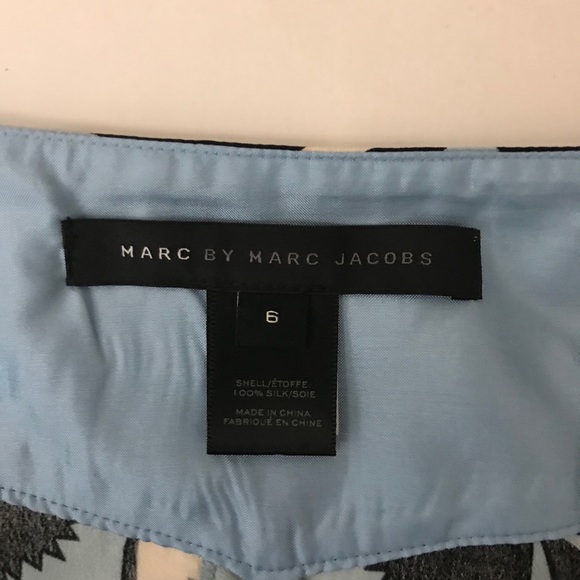 MARC BY MARC JACOBS
6
SHELL/ÉTOFFE
100% SILK/SOIE
MADE IN CHINA
FABRIQUÉ EN CHINE